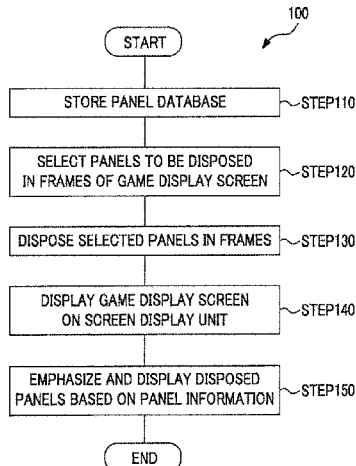 100
START
STORE PANEL DATABASE
STEP110
SELECT PANELS TO BE DISPOSED
IN FRAMES OF GAME DISPLAY SCREEN
STEP120
DISPOSE SELECTED PANELS IN FRAMES
STEP130
DISPLAY GAME DISPLAY SCREEN
ON SCREEN DISPLAY UNIT
STEP140
EMPHASIZE AND DISPLAY DISPOSED
PANELS BASED ON PANEL INFORMATION
STEP150
END